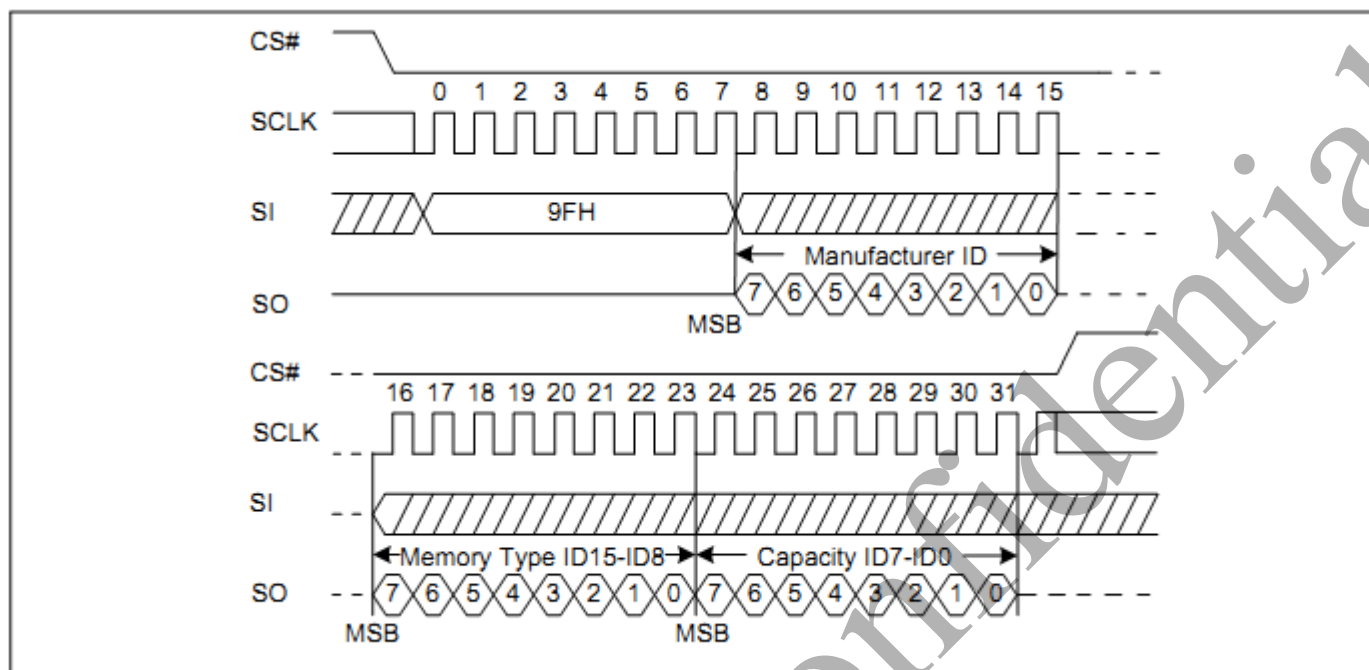 CS#
0 1 2 3 4 5 6 7 8 9 10 11 12 13 14 15
SCLK
SI 9FH
Manufacturer ID
SO 7 6 5 4 3 2 1 0
MSB
CS#
16 17 18 19 20 21 22 23 24 25 26 27 28 29 30 31
SCLK
SI
Memory Type ID15-ID8 Capacity ID7-ID0
SO 7 6 5 4 3 2 1 0 7 6 5 4 3 2 1 0
MSB MSB
onfidential